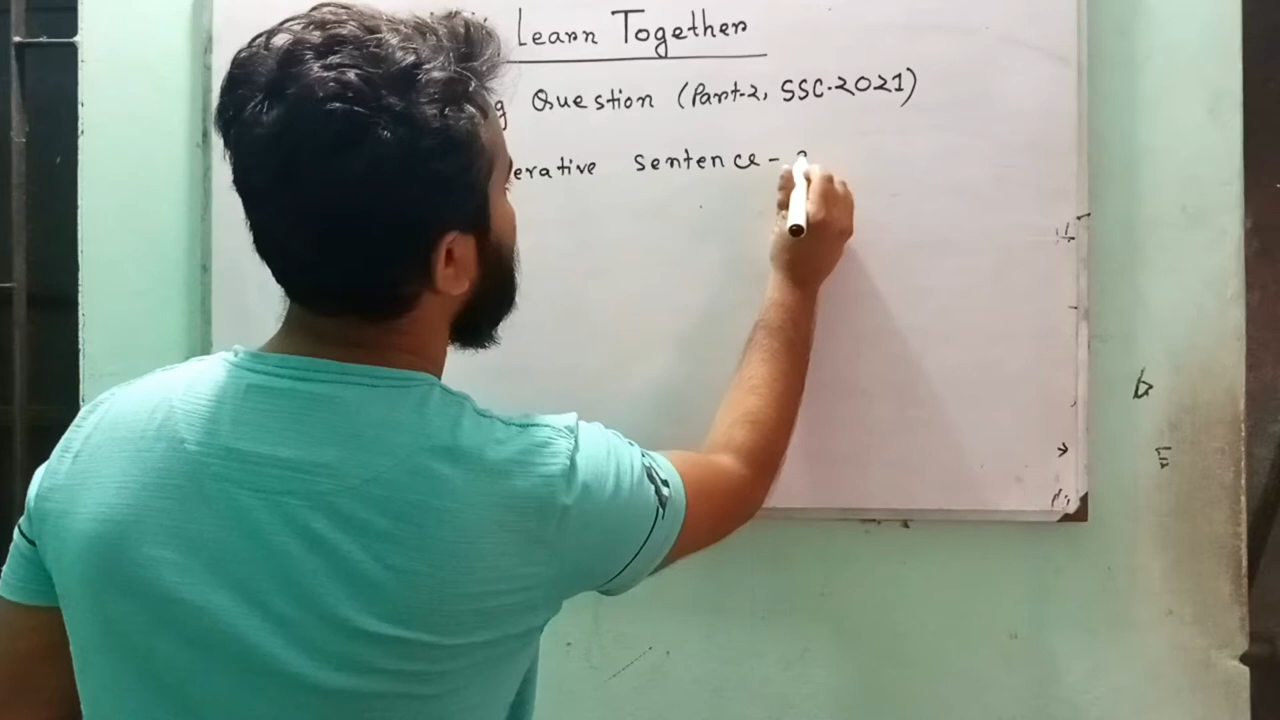 Learn Together
g Question (Part-2, SSC-2021)
erative sentence -